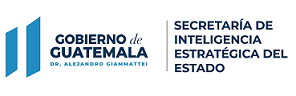 GOBIERNO de
GUATEMALA
DR. ALEJANDRO GIAMMATTEI
SECRETARÍA DE
INTELIGENCIA
ESTRATÉGICA DEL
ESTADO